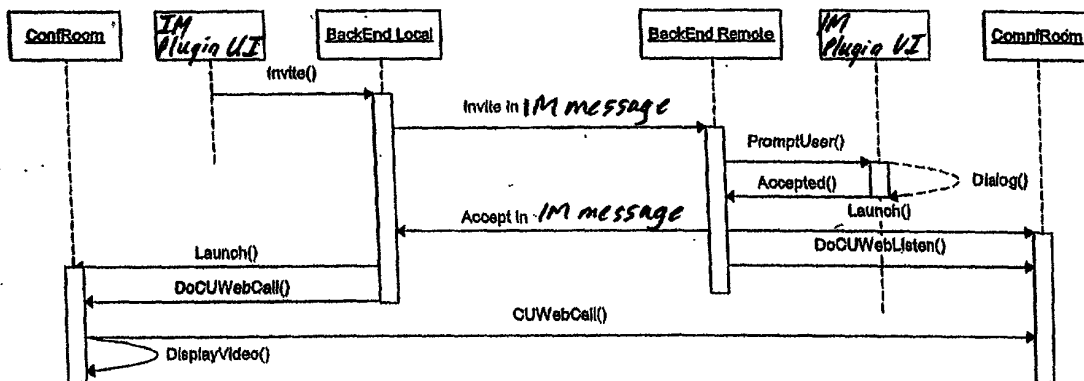 ConfRoom
IM
Plugin UI
BackEnd Local
BackEnd Remote
IM
Plugin UI
ComnfRoom
Invite()
Invite in IM message
PromptUser()
Dialog()
Accepted()
Launch()
Accept in IM message
DoCUWebListen()
Launch()
DoCUWebCall()
CUWebCall()
DisplayVideo()